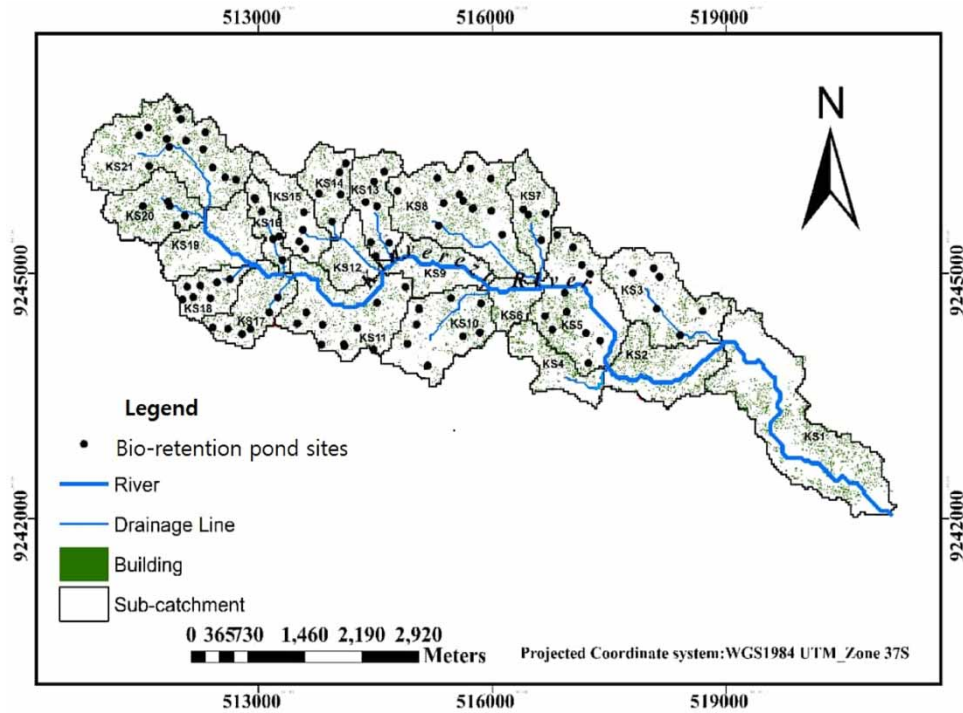 513000 516000 519000
N
KS21
KS20
KS19
KS18
KS17
KS16
KS15
KS14
KS13
KS12
KS11
KS8
KS7
KS9
KS10
KS6
KS5
KS4
KS3
KS2
KS1
River
9245000
9245000
9242000
9242000
Legend
Bio-retention pond sites
River
Drainage Line
Building
Sub-catchment
0 365730 1,460 2,190 2,920
Meters
Projected Coordinate system:WGS1984 UTM_Zone 37S
513000 516000 519000